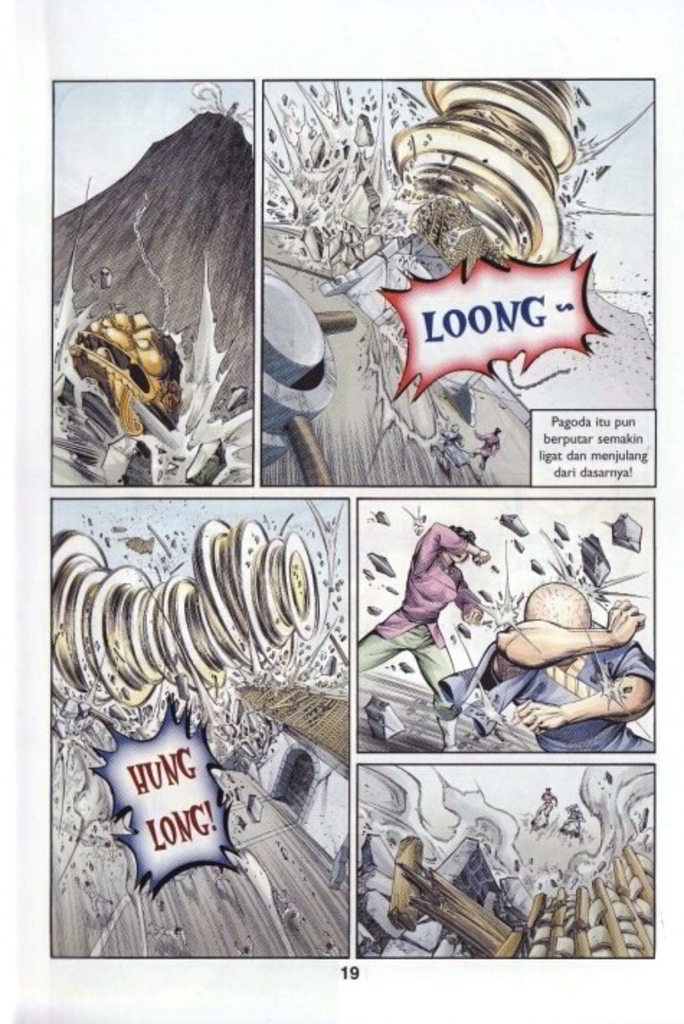 LOONG ~
Pagoda itu pun
berputar semakin
ligat dan menjulang
dari dasarnya!
HUNG
LONG!
19